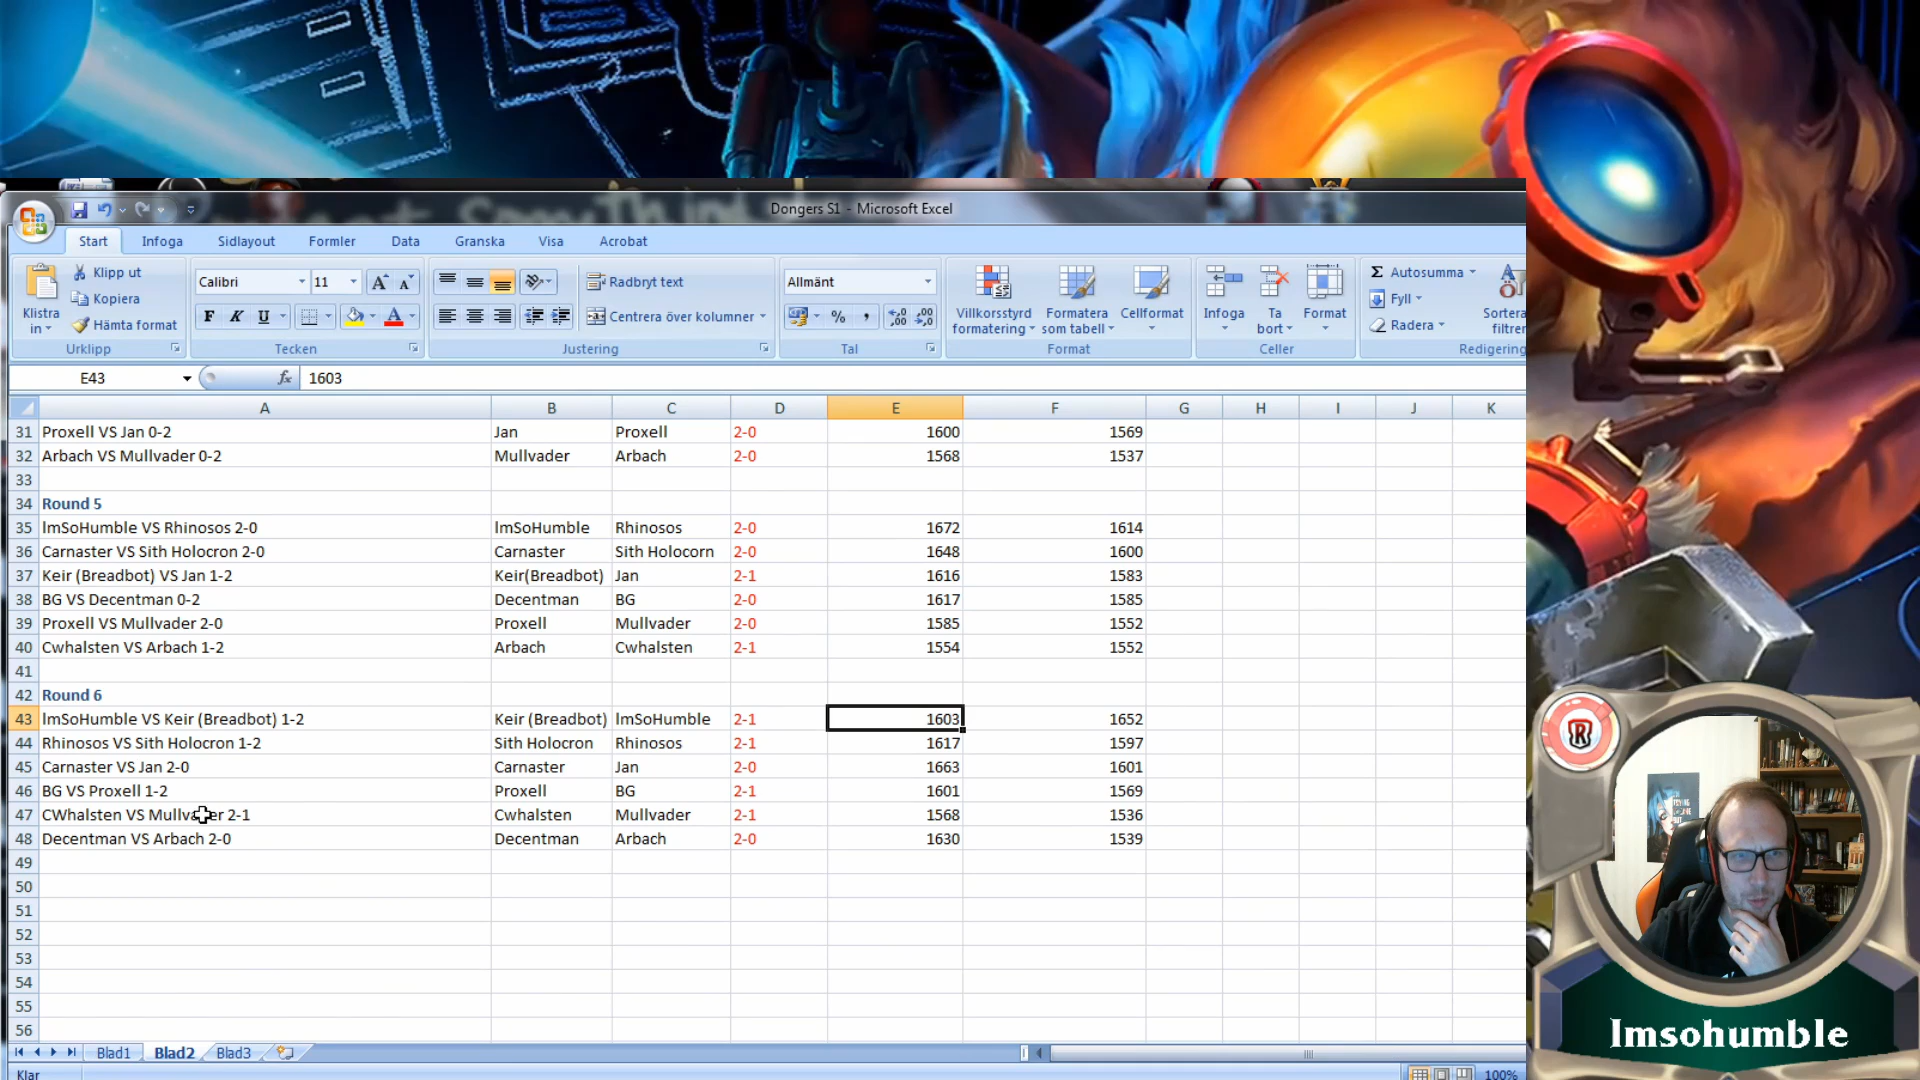 Dongers S1 - Microsoft Excel
Start Infoga Sidlayout Formler Data Granska Visa Acrobat
Klistra in
Klipp ut
Kopiera
Hämta format
Urklipp
Calibri 11
F K U
Tecken
Radbryt text
Centrera över kolumner
Justering
Allmänt
Tal
Villkorsstyrd formatering
Formatera som tabell
Cellformat
Format
Infoga
Ta bort
Format
Celler
Σ Autosumma
Fyll
Radera
Sortera
filtrer
Redigering
E43 fx 1603
A B C D E F G H I J K
31 Proxell VS Jan 0-2 Jan Proxell 2-0 1600 1569
32 Arbach VS Mullvader 0-2 Mullvader Arbach 2-0 1568 1537
33
34 Round 5
35 lmSoHumble VS Rhinosos 2-0 lmSoHumble Rhinosos 2-0 1672 1614
36 Carnaster VS Sith Holocron 2-0 Carnaster Sith Holocorn 2-0 1648 1600
37 Keir (Breadbot) VS Jan 1-2 Keir(Breadbot) Jan 2-1 1616 1583
38 BG VS Decentman 0-2 Decentman BG 2-0 1617 1585
39 Proxell VS Mullvader 2-0 Proxell Mullvader 2-0 1585 1552
40 Cwhalsten VS Arbach 1-2 Arbach Cwhalsten 2-1 1554 1552
41
42 Round 6
43 lmSoHumble VS Keir (Breadbot) 1-2 Keir (Breadbot) lmSoHumble 2-1 1603 1652
44 Rhinosos VS Sith Holocron 1-2 Sith Holocron Rhinosos 2-1 1617 1597
45 Carnaster VS Jan 2-0 Carnaster Jan 2-0 1663 1601
46 BG VS Proxell 1-2 Proxell BG 2-1 1601 1569
47 CWhalsten VS Mullvader 2-1 Cwhalsten Mullvader 2-1 1568 1536
48 Decentman VS Arbach 2-0 Decentman Arbach 2-0 1630 1539
49
50
51
52
53
54
55
56
Blad1 Blad2 Blad3
Klar 100%
R
lmsohumble